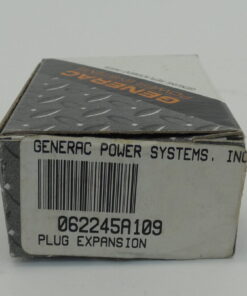 GENERAC
GENERAC POWER SYSTEMS, INC
062245A109
PLUG EXPANSION